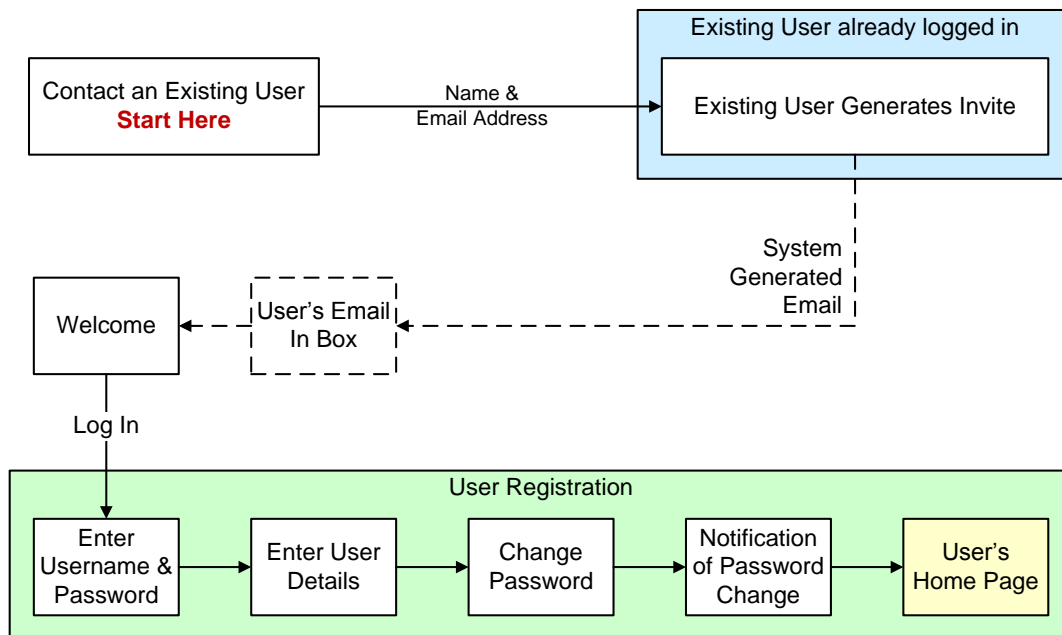 Existing User already logged in
Contact an Existing User
Start Here
Name &
Email Address
Existing User Generates Invite
System
Generated
Email
Welcome
User’s Email
In Box
Log In
User Registration
Enter
Username &
Password
Enter User
Details
Change
Password
Notification
of Password
Change
User’s
Home Page